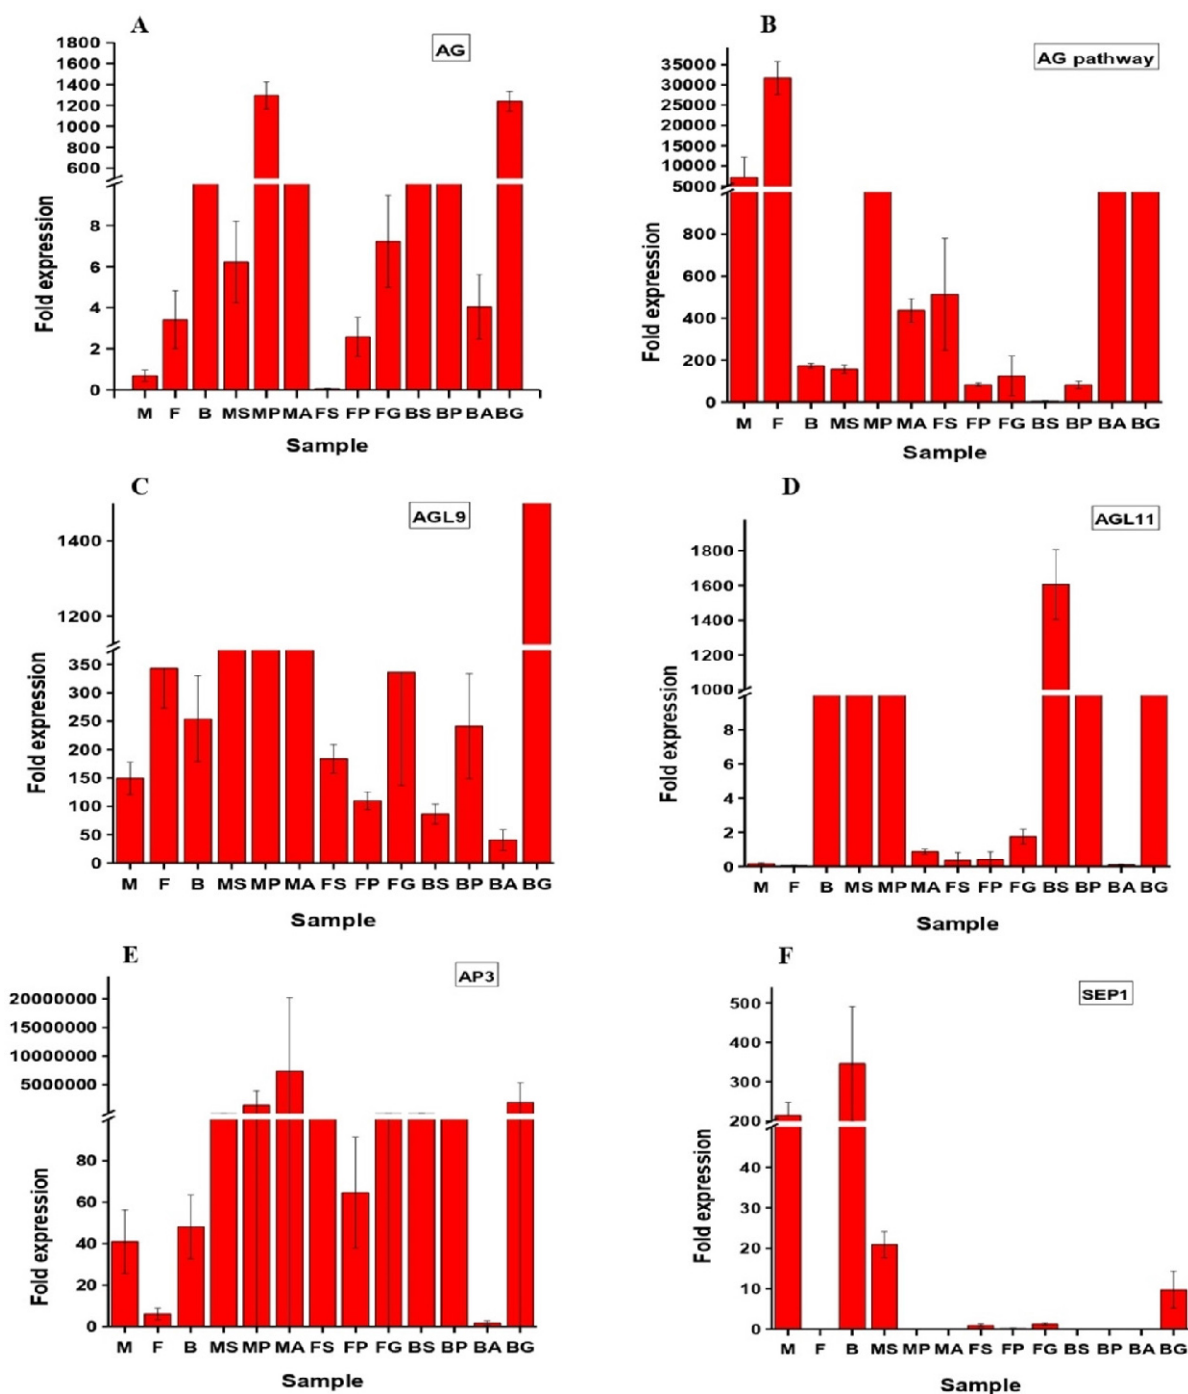 A
AG
1800
1600
1400
1200
1000
800
600
8
6
4
2
0
Fold expression
M F B MS MP MA FS FP FG BS BP BA BG
Sample
B
AG pathway
35000
30000
25000
20000
15000
10000
5000
800
600
400
200
0
Fold expression
M F B MS MP MA FS FP FG BS BP BA BG
Sample
C
AGL9
1400
1200
350
300
250
200
150
100
50
0
Fold expression
M F B MS MP MA FS FP FG BS BP BA BG
Sample
D
AGL11
1800
1600
1400
1200
1000
8
6
4
2
0
Fold expression
M F B MS MP MA FS FP FG BS BP BA BG
Sample
E
AP3
20000000
15000000
10000000
5000000
80
60
40
20
0
Fold expression
M F B MS MP MA FS FP FG BS BP BA BG
Sample
F
SEP1
500
400
300
200
40
30
20
10
0
Fold expression
M F B MS MP MA FS FP FG BS BP BA BG
Sample